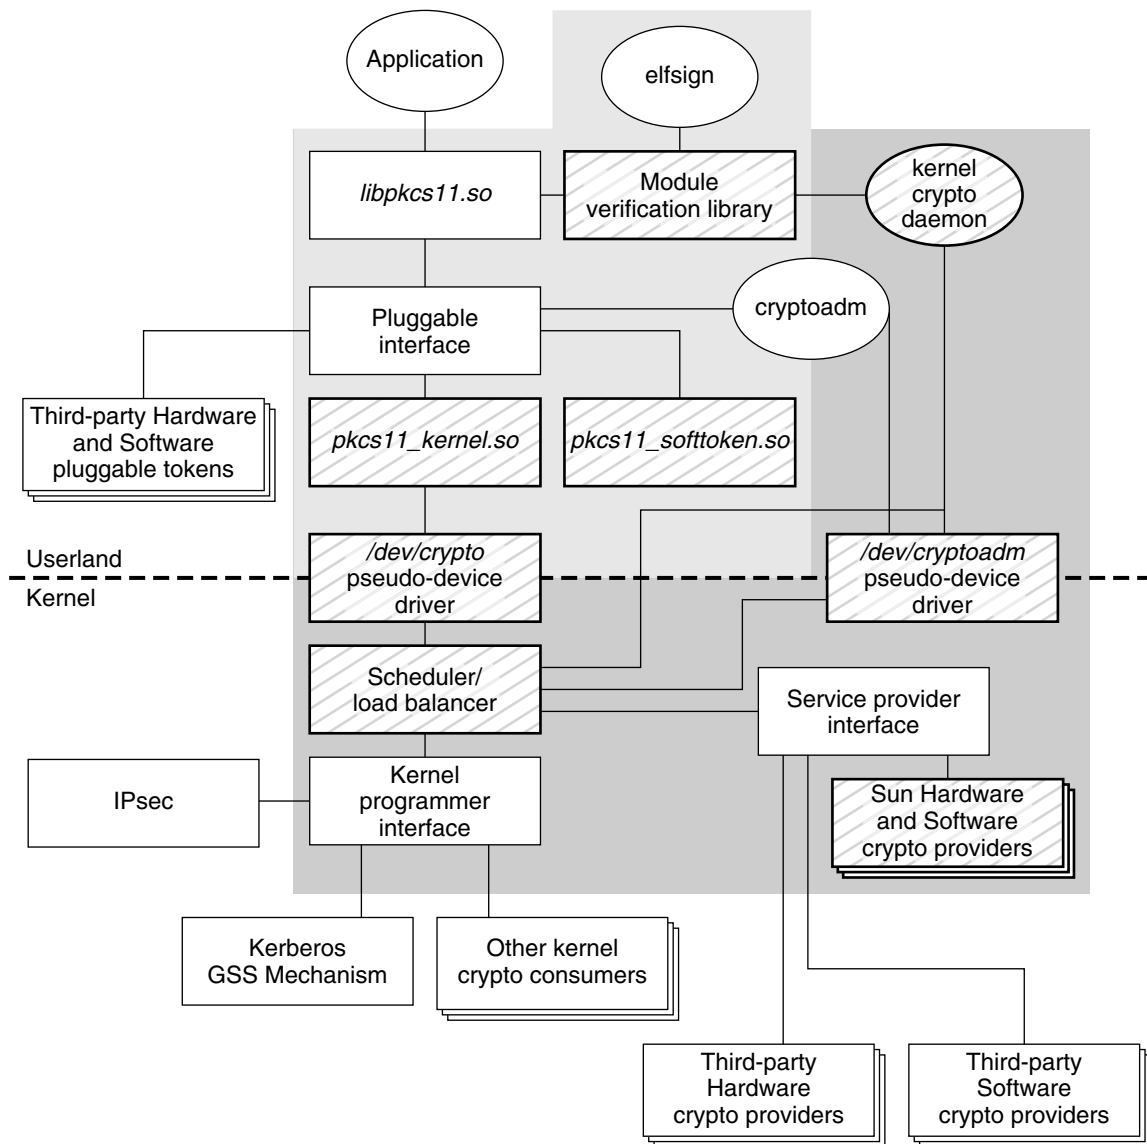 Application
elfsign
libpkcs11.so
Module
verification library
kernel
crypto
daemon
Pluggable
interface
cryptoadm
Third-party Hardware
and Software
pluggable tokens
pkcs11_kernel.so
pkcs11_softtoken.so
Userland
Kernel
/dev/crypto
pseudo-device
driver
/dev/cryptoadm
pseudo-device
driver
Scheduler/
load balancer
Service provider
interface
IPsec
Kernel
programmer
interface
Sun Hardware
and Software
crypto providers
Kerberos
GSS Mechanism
Other kernel
crypto consumers
Third-party
Hardware
crypto providers
Third-party
Software
crypto providers